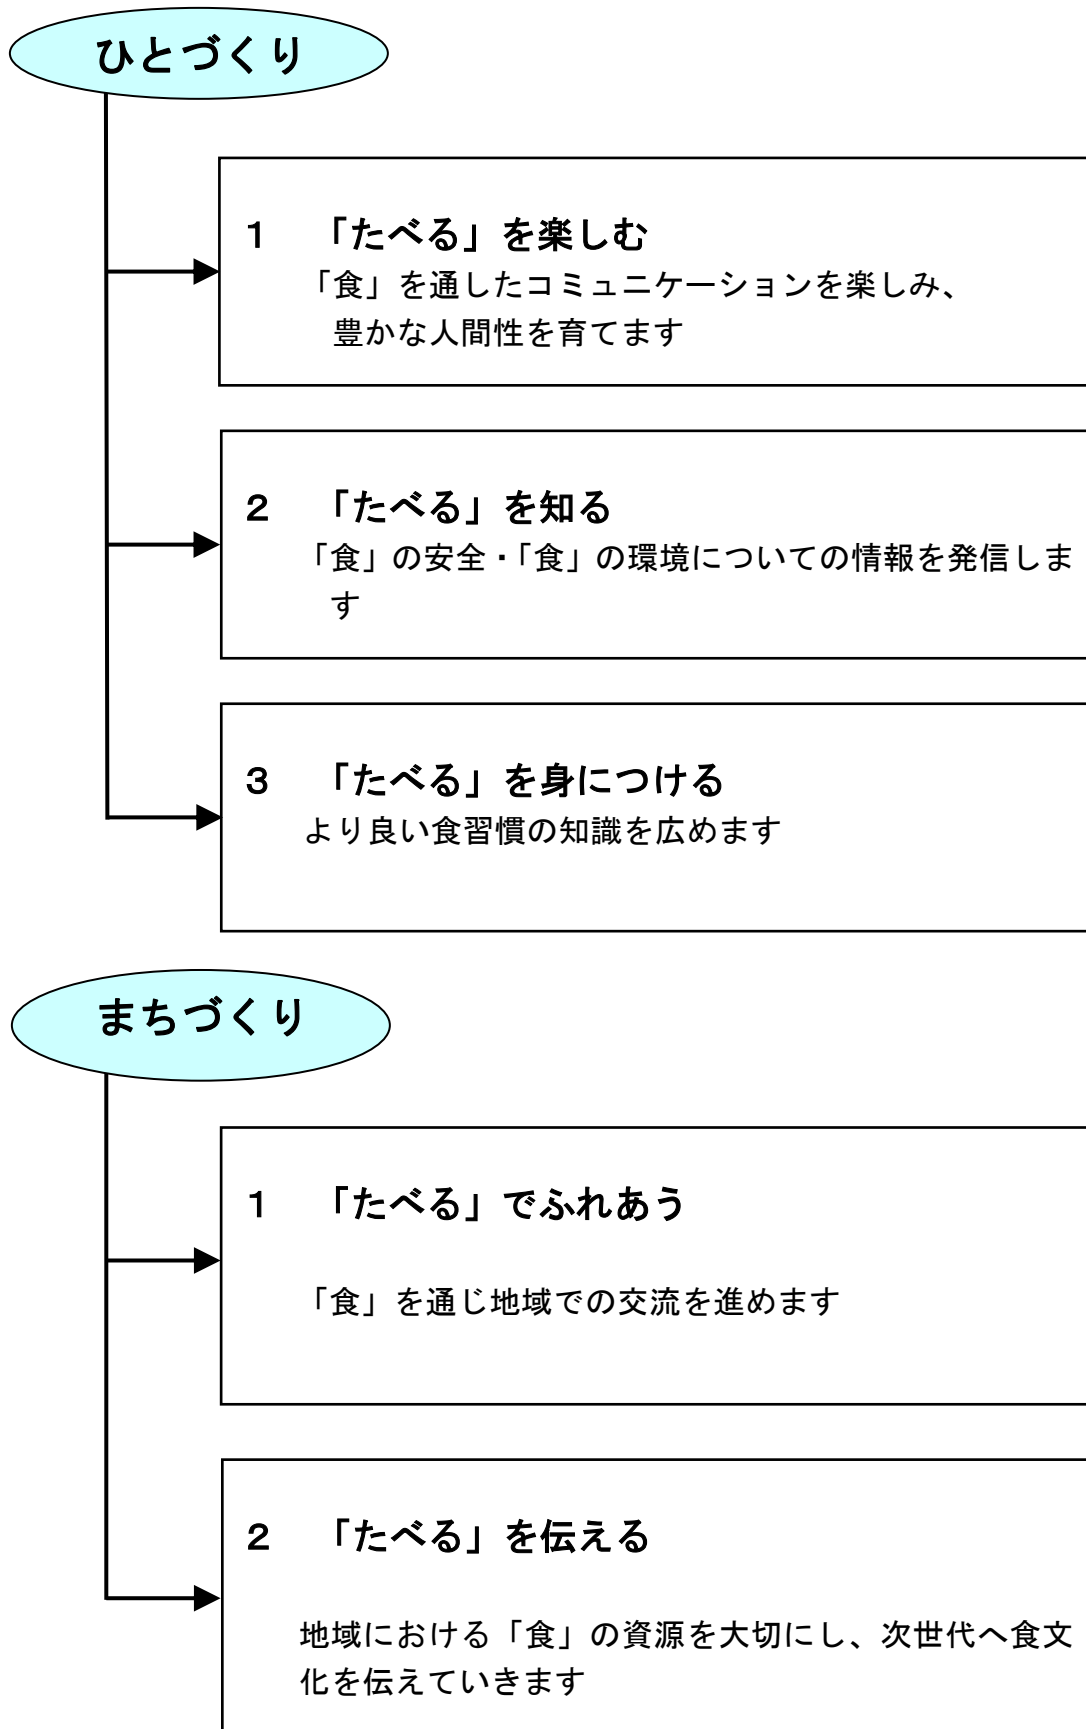 ひとづくり
１　「たべる」を楽しむ
「食」を通したコミュニケーションを楽しみ、
豊かな人間性を育てます
２　「たべる」を知る
「食」の安全・「食」の環境についての情報を発信しま
す
３　「たべる」を身につける
より良い食習慣の知識を広めます
まちづくり
１　「たべる」でふれあう
「食」を通じ地域での交流を進めます
２　「たべる」を伝える
地域における「食」の資源を大切にし、次世代へ食文
化を伝えていきます